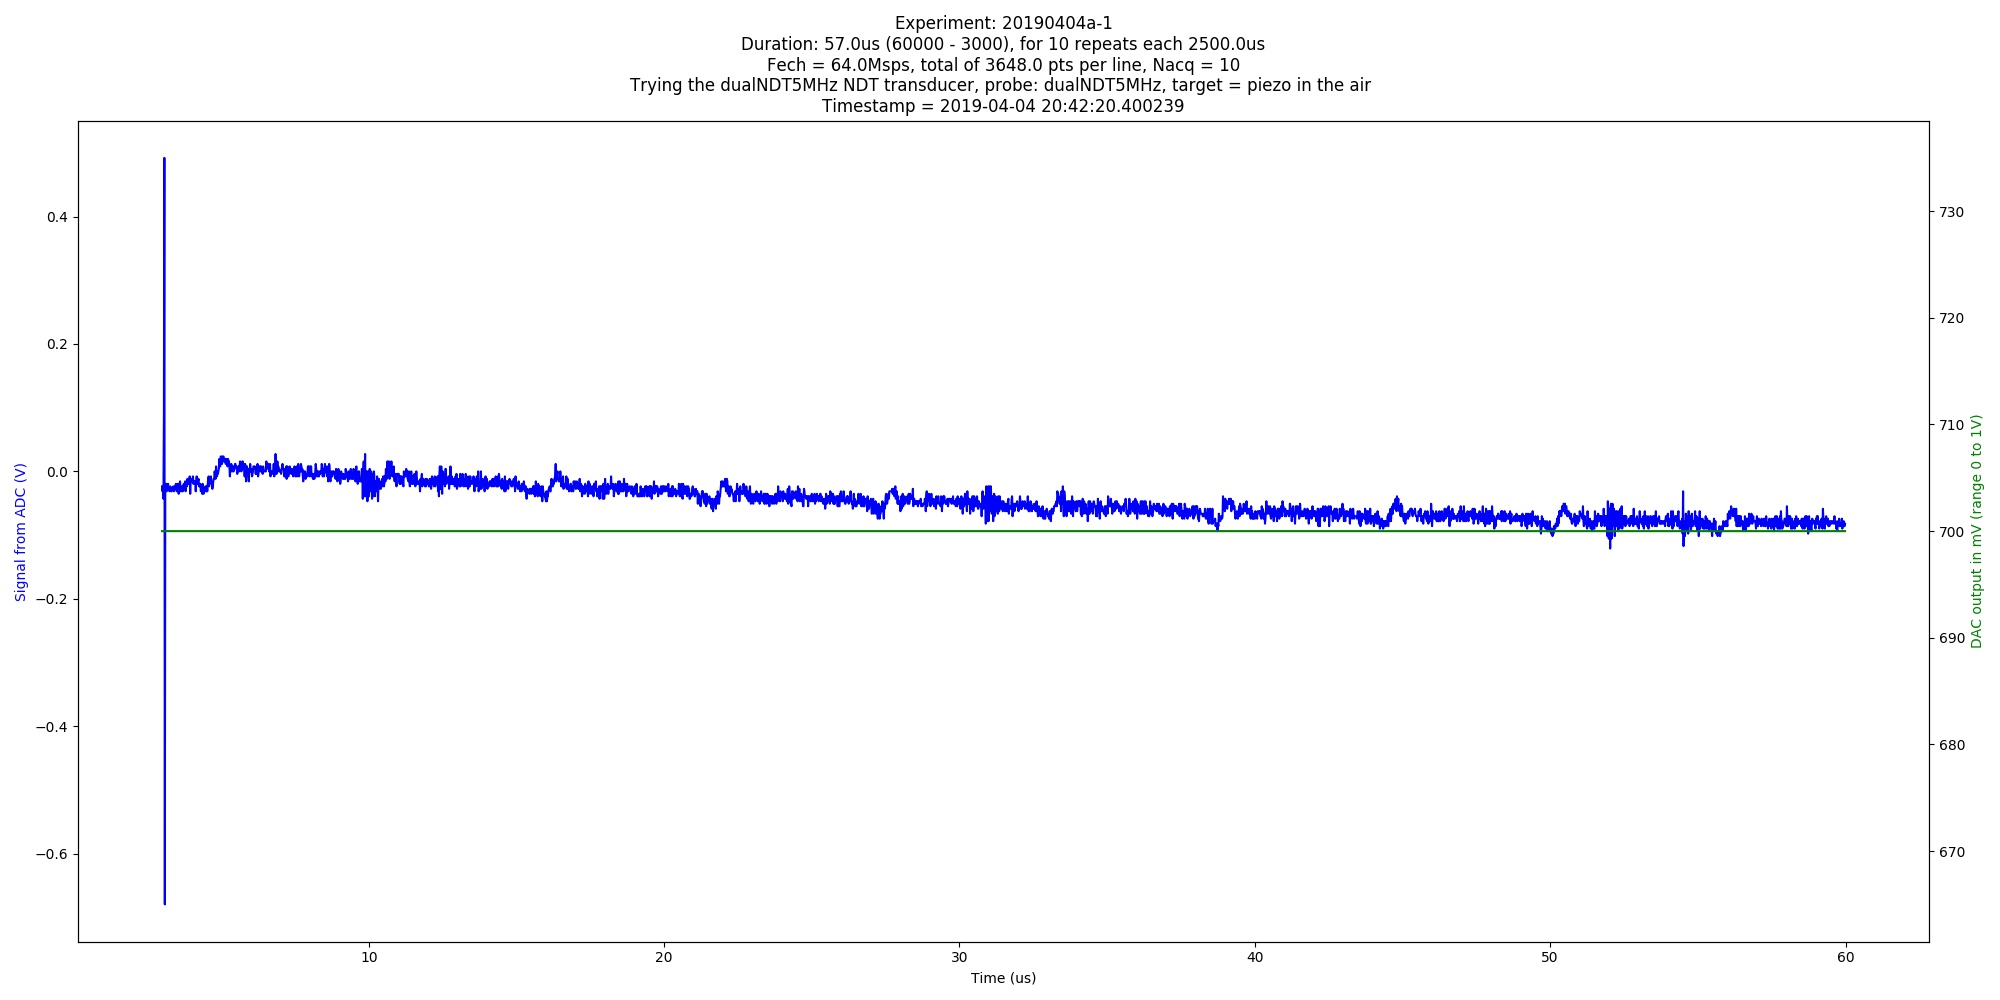 Experiment: 20190404a-1
Duration: 57.0us (60000 - 3000), for 10 repeats each 2500.0us
Fech = 64.0Msps, total of 3648.0 pts per line, Nacq = 10
Trying the dualNDT5MHz NDT transducer, probe: dualNDT5MHz, target = piezo in the air
Timestamp = 2019-04-04 20:42:20.400239
Signal from ADC (V)
0.4
0.2
0.0
−0.2
−0.4
−0.6
730
720
710
700
690
680
670
DAC output in mV (range 0 to 1V)
10
20
30
40
50
60
Time (us)